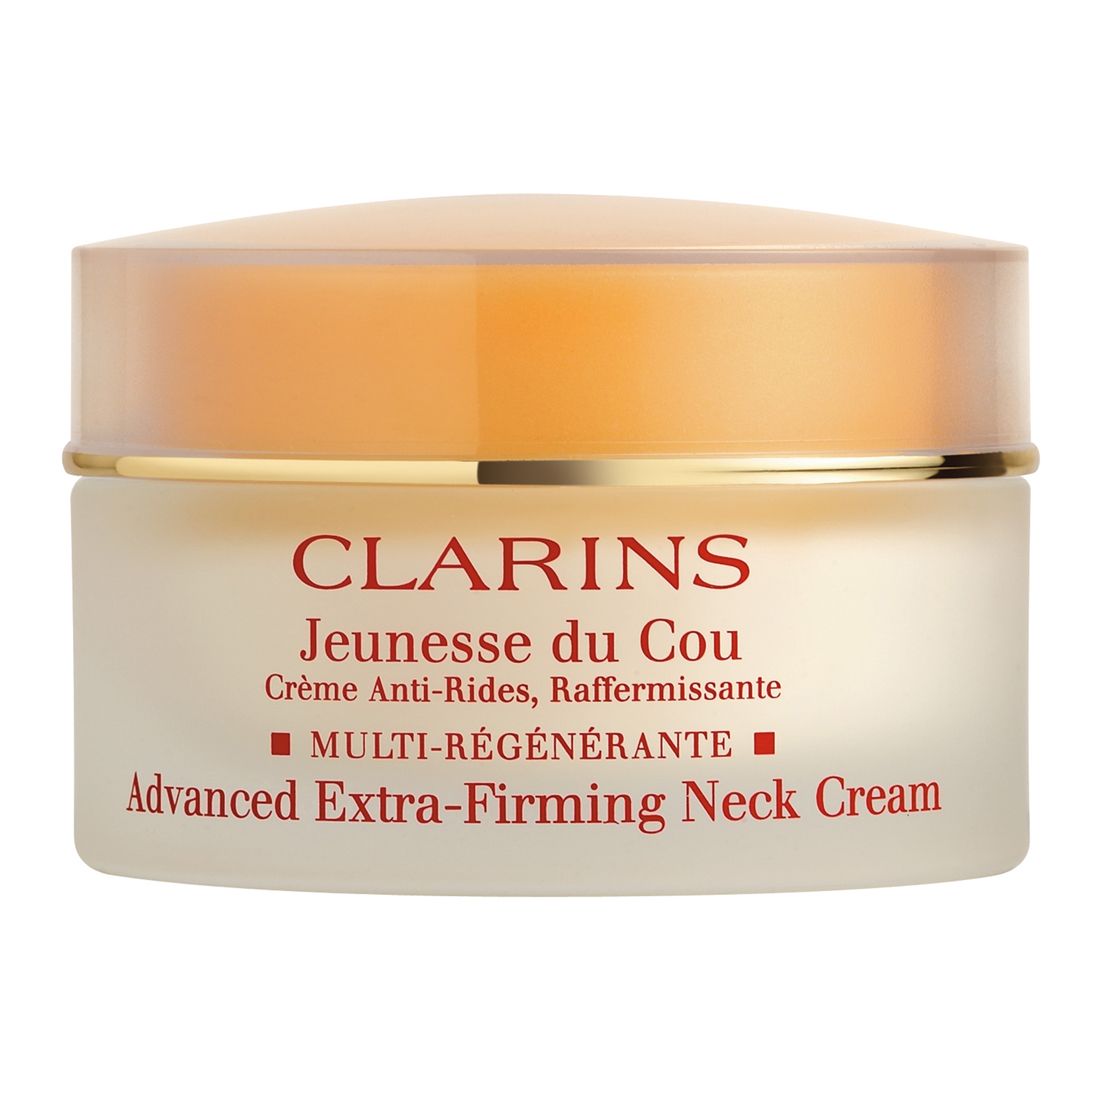 CLARINS
Jeunesse du Cou
Crème Anti-Rides, Raffermissante
▪ MULTI-RÉGÉNÉRANTE ▪
Advanced Extra-Firming Neck Cream